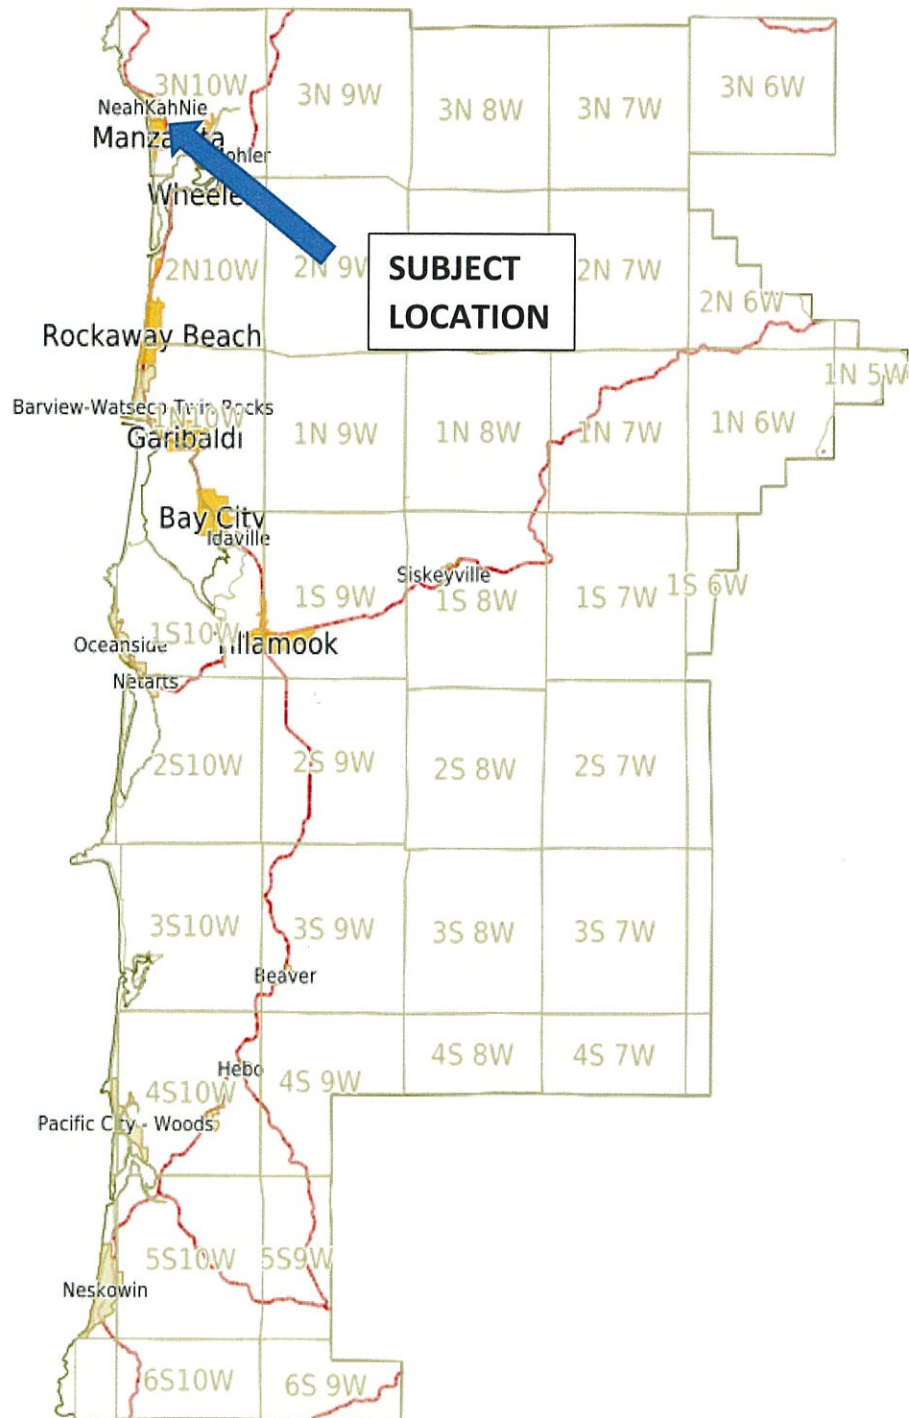 3N10W
3N 9W
3N 8W
3N 7W
3N 6W
NeahKahNie
Manzanita
Mohler
Wheeler
2N10W
2N 9W
SUBJECT
LOCATION
2N 7W
2N 6W
Rockaway Beach
1N 5W
Barview-Watseco Twin Rocks
1N10W
Garibaldi
1N 9W
1N 8W
1N 7W
1N 6W
Bay City
Idaville
Siskeyville
1S 9W
1S 8W
1S 7W
1S 6W
1S10W
Oceanside
Tillamook
Netarts
2S10W
2S 9W
2S 8W
2S 7W
3S10W
3S 9W
3S 8W
3S 7W
Beaver
Hebo
4S10W
4S 9W
4S 8W
4S 7W
Pacific City - Woods
5S10W
5S9W
Neskowin
6S10W
6S 9W